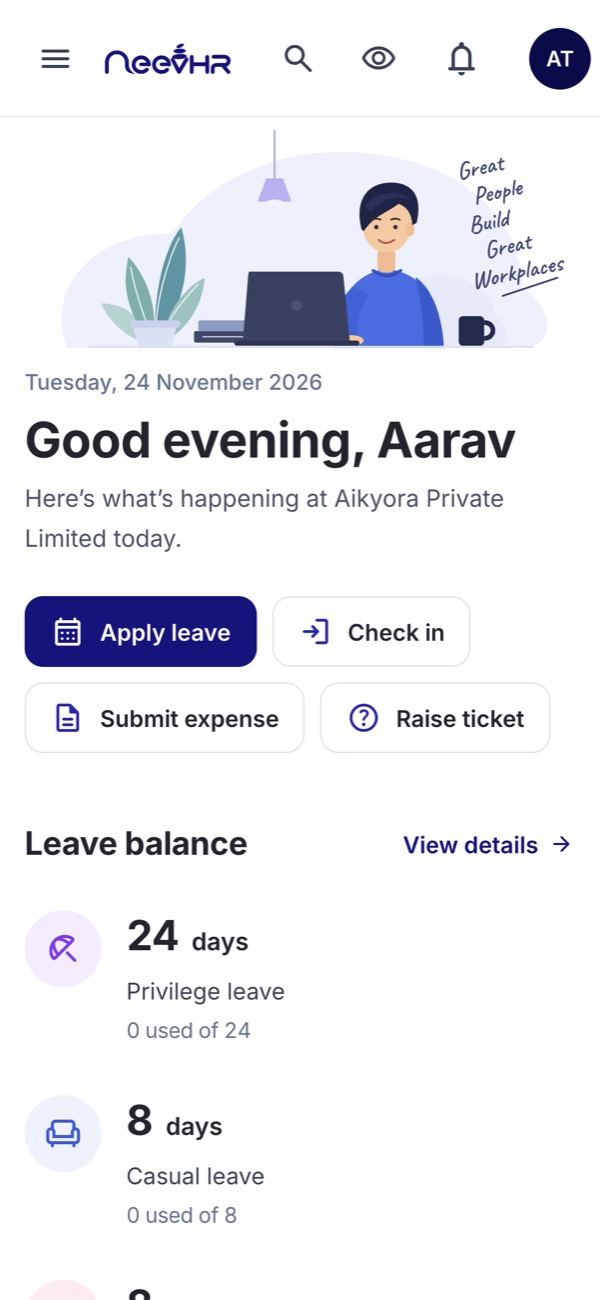 neevHR
AT
Great
People
Build
Great
Workplaces
Tuesday, 24 November 2026
Good evening, Aarav
Here’s what’s happening at Aikyora Private
Limited today.
Apply leave
Check in
Submit expense
Raise ticket
Leave balance
View details →
24 days
Privilege leave
0 used of 24
8 days
Casual leave
0 used of 8